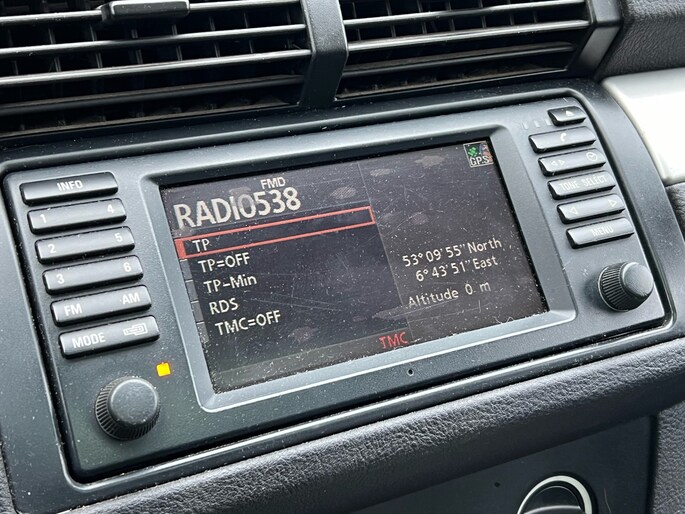 INFO
1 4
2 5
3 6
FM AM
MODE
FMD
RADIO538
TP
TP=OFF
TP-Min
RDS
TMC=OFF
GPS
53° 09' 55" North
6° 43' 51" East
Altitude 0 m
TMC
TONE SELECT
MENU